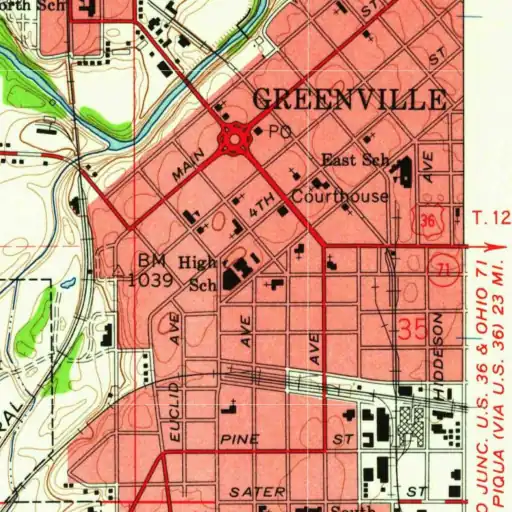 orth Sch
ST
ST
GREENVILLE
PO
MAIN
East Sch
AVE
4TH
Courthouse
36
T. 12
BM
1039
High
Sch
71
35
EUCLID AVE
AVE
AVE
HIDDESON
PINE ST
SATER ST
South
RAL
O JUNC. U.S. 36 & OHIO 71
PIQUA (VIA U.S. 36) 23 MI.